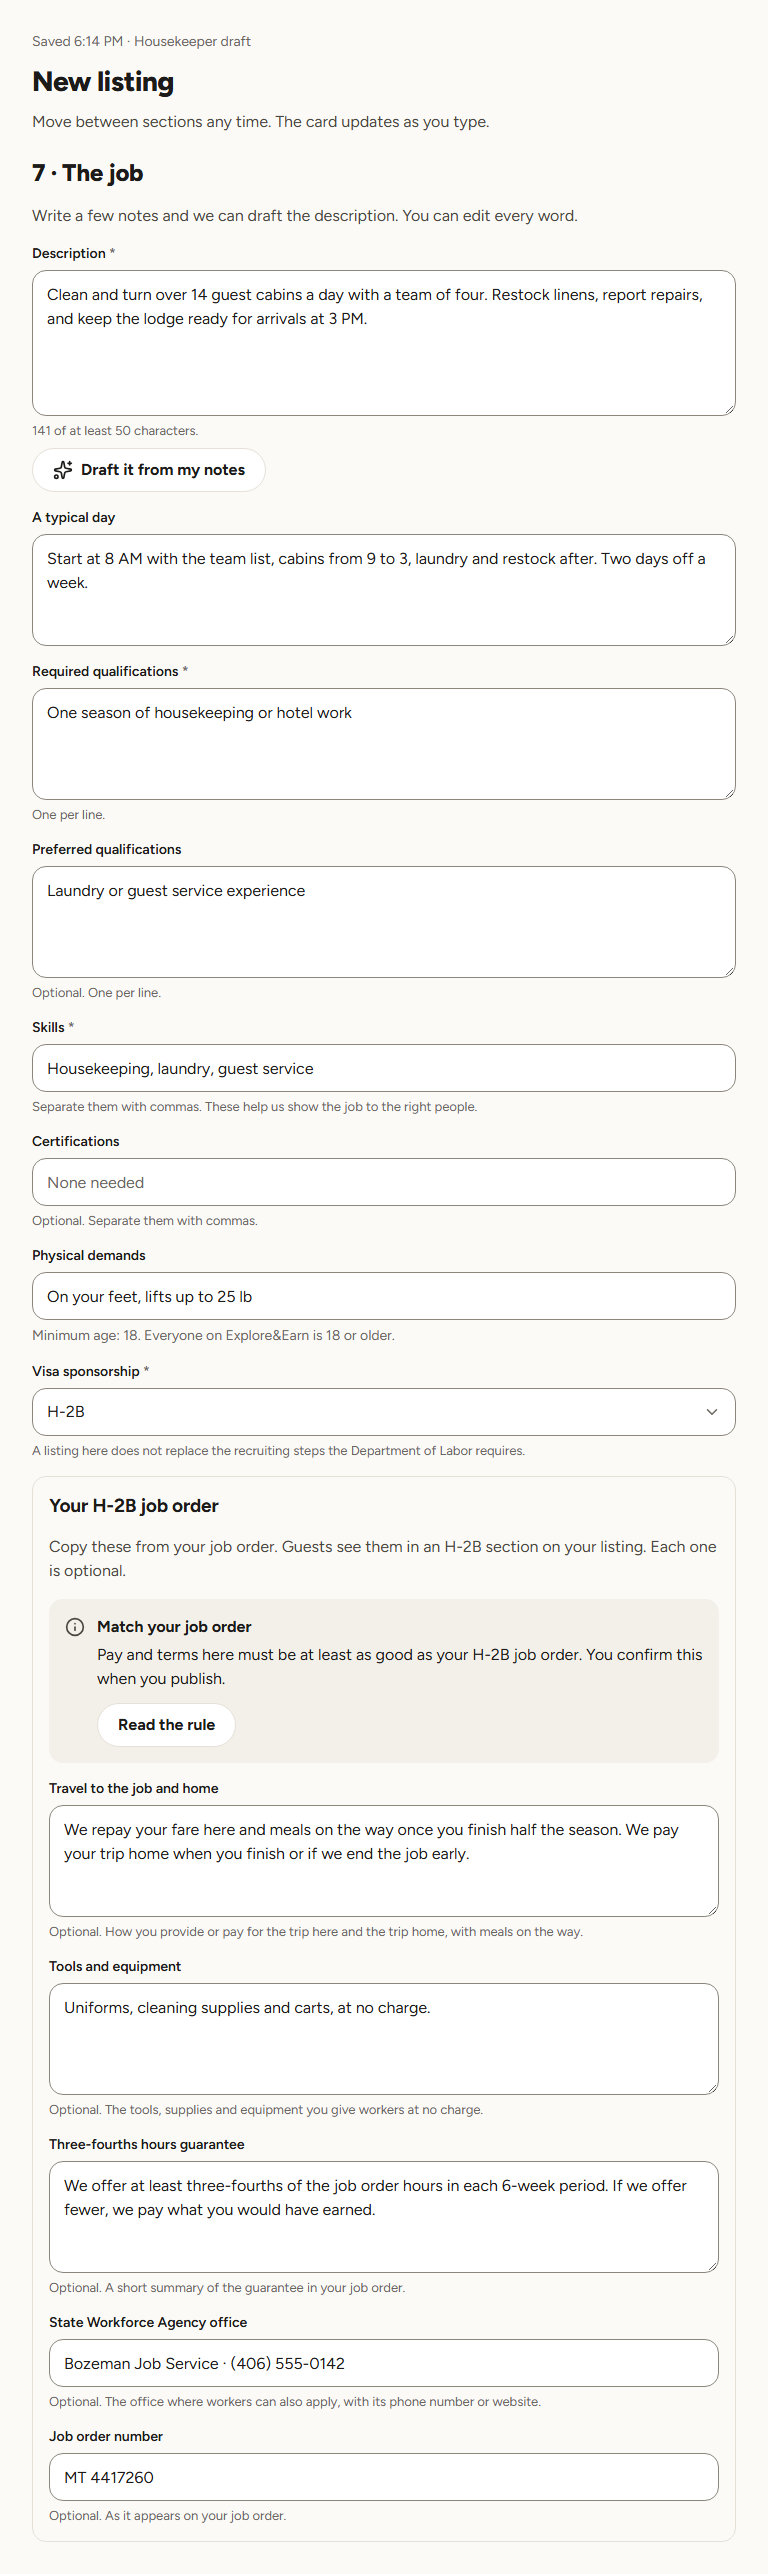 Saved 6:14 PM · Housekeeper draft
New listing
Move between sections any time. The card updates as you type.
7 · The job
Write a few notes and we can draft the description. You can edit every word.
Description *
Clean and turn over 14 guest cabins a day with a team of four. Restock linens, report repairs,
and keep the lodge ready for arrivals at 3 PM.
141 of at least 50 characters.
Draft it from my notes
A typical day
Start at 8 AM with the team list, cabins from 9 to 3, laundry and restock after. Two days off a
week.
Required qualifications *
One season of housekeeping or hotel work
One per line.
Preferred qualifications
Laundry or guest service experience
Optional. One per line.
Skills *
Housekeeping, laundry, guest service
Separate them with commas. These help us show the job to the right people.
Certifications
None needed
Optional. Separate them with commas.
Physical demands
On your feet, lifts up to 25 lb
Minimum age: 18. Everyone on Explore&Earn is 18 or older.
Visa sponsorship *
H-2B
A listing here does not replace the recruiting steps the Department of Labor requires.
Your H-2B job order
Copy these from your job order. Guests see them in an H-2B section on your listing. Each one
is optional.
Match your job order
Pay and terms here must be at least as good as your H-2B job order. You confirm this
when you publish.
Read the rule
Travel to the job and home
We repay your fare here and meals on the way once you finish half the season. We pay
your trip home when you finish or if we end the job early.
Optional. How you provide or pay for the trip here and the trip home, with meals on the way.
Tools and equipment
Uniforms, cleaning supplies and carts, at no charge.
Optional. The tools, supplies and equipment you give workers at no charge.
Three-fourths hours guarantee
We offer at least three-fourths of the job order hours in each 6-week period. If we offer
fewer, we pay what you would have earned.
Optional. A short summary of the guarantee in your job order.
State Workforce Agency office
Bozeman Job Service · (406) 555-0142
Optional. The office where workers can also apply, with its phone number or website.
Job order number
MT 4417260
Optional. As it appears on your job order.